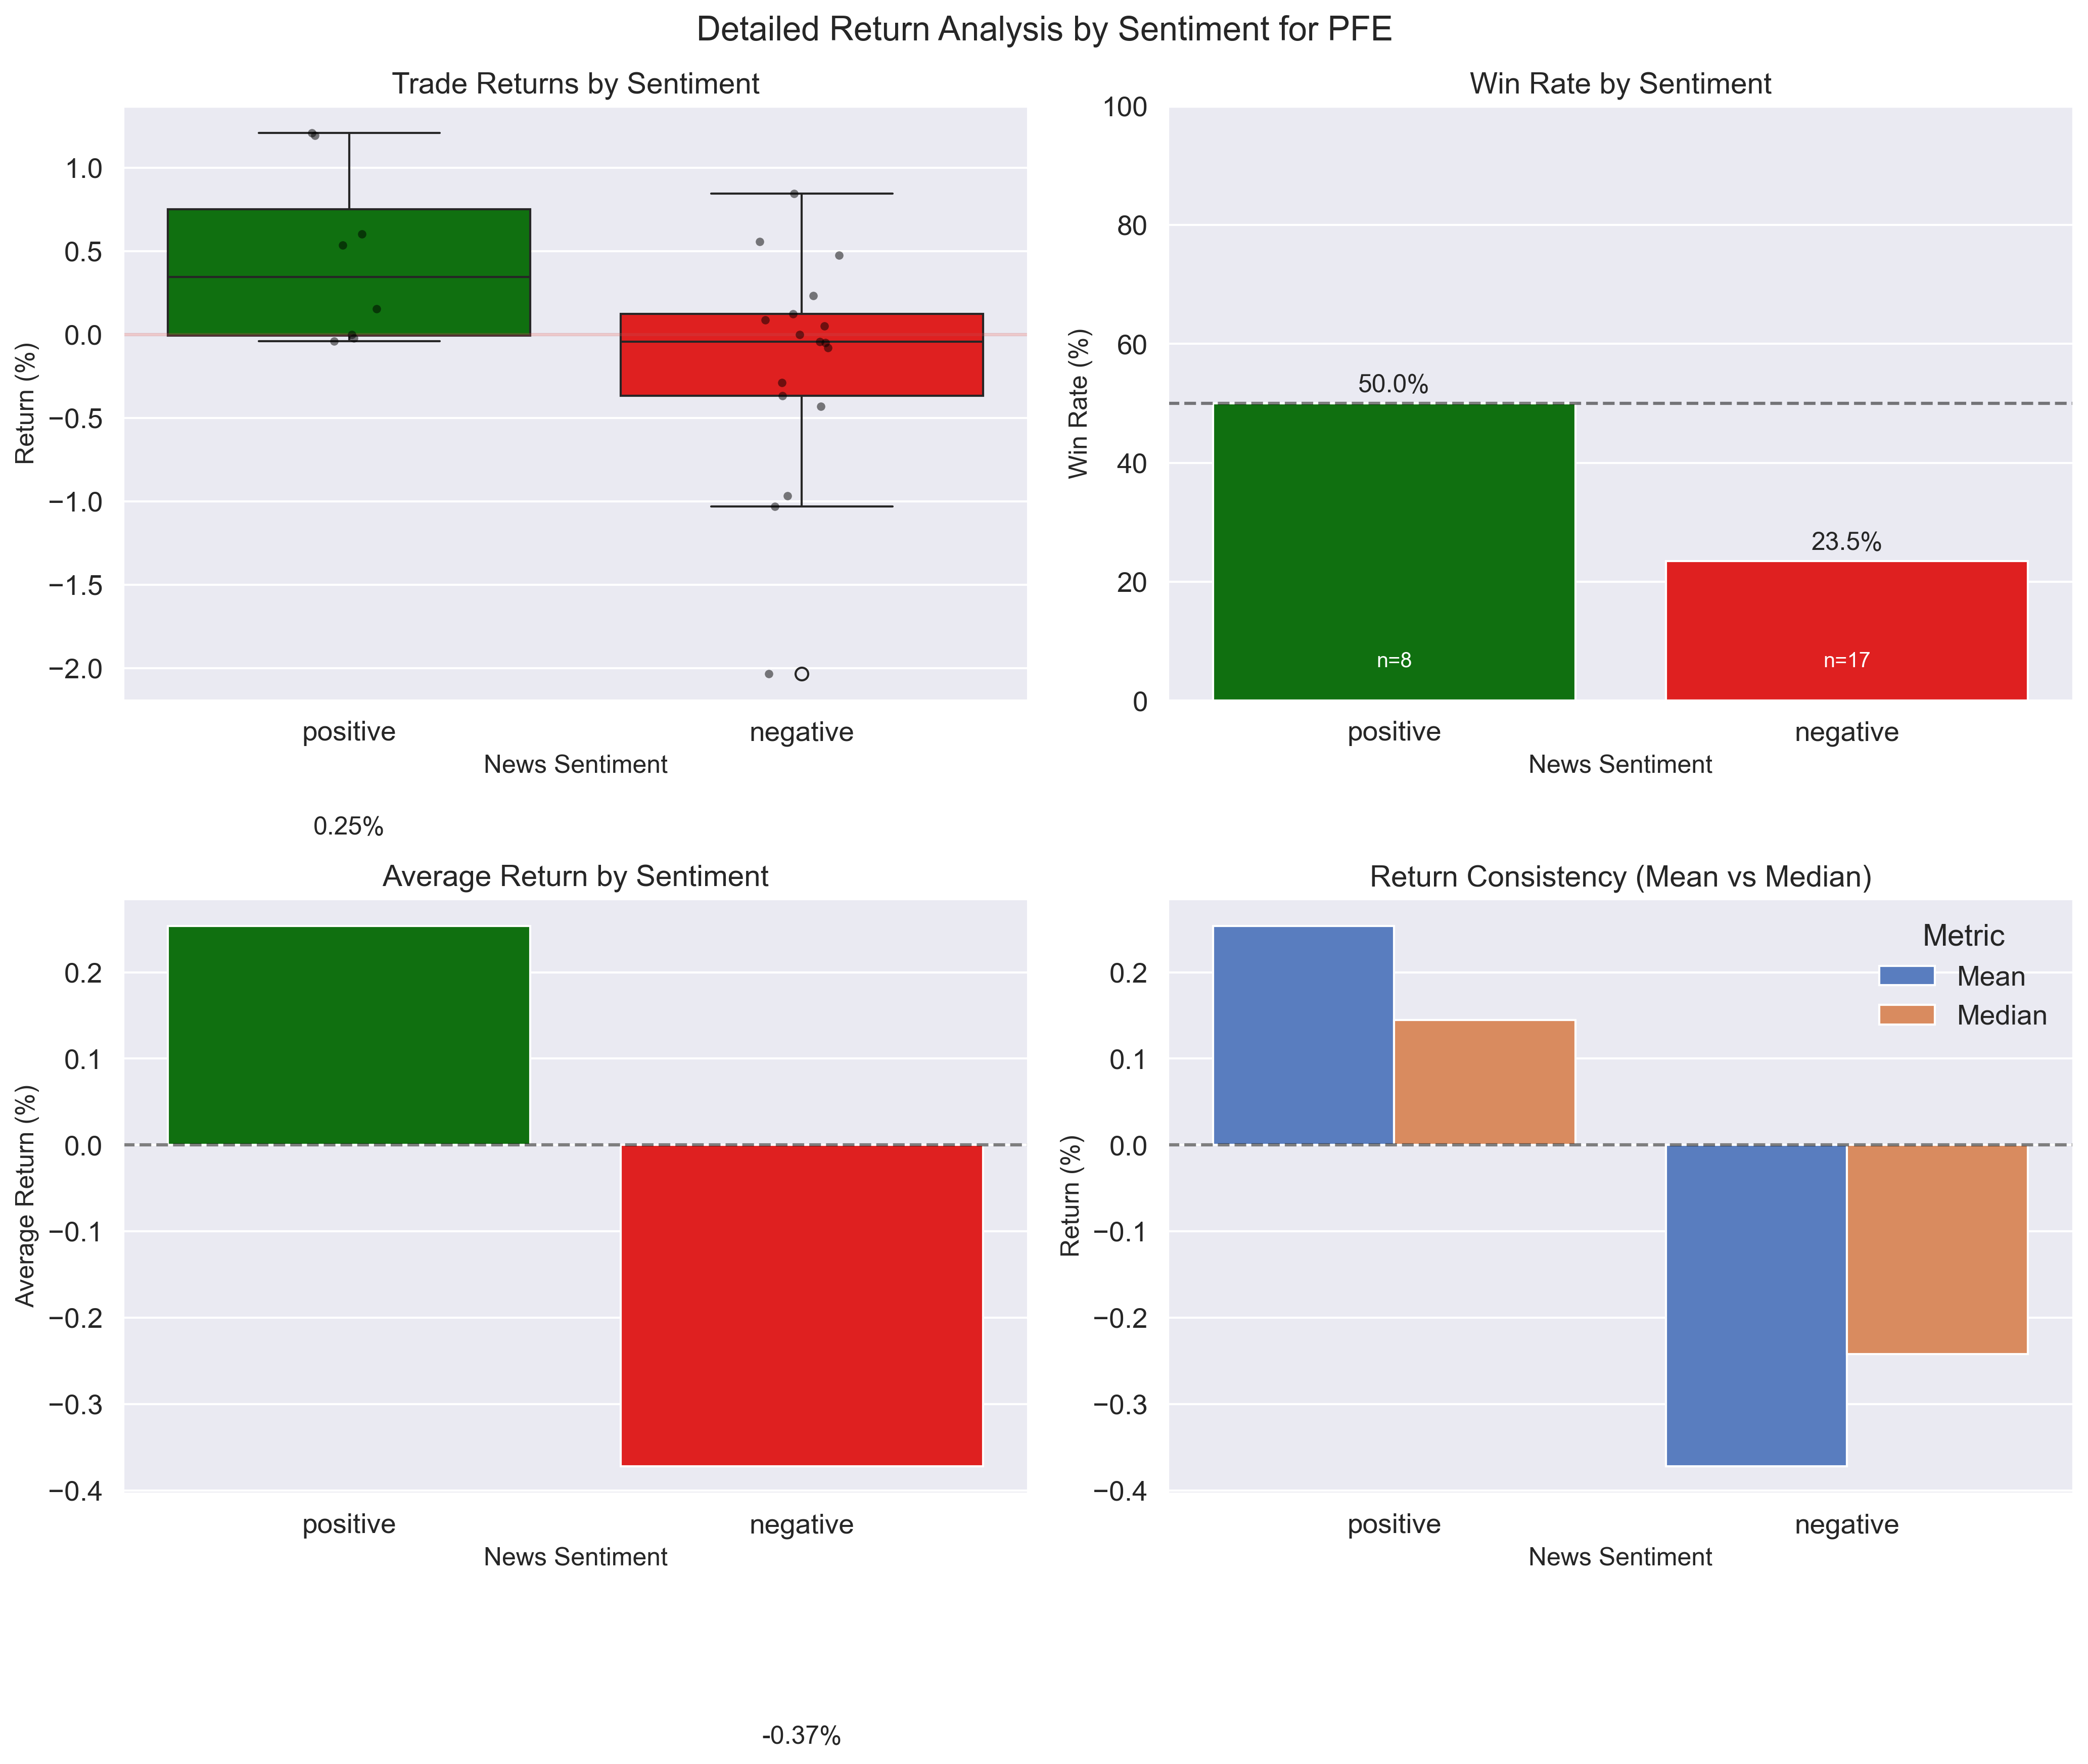 Detailed Return Analysis by Sentiment for PFE
Trade Returns by Sentiment
Return (%)
1.0
0.5
0.0
−0.5
−1.0
−1.5
−2.0
positive
negative
News Sentiment
Win Rate by Sentiment
Win Rate (%)
100
80
60
40
20
0
50.0%
23.5%
n=8
n=17
positive
negative
News Sentiment
0.25%
Average Return by Sentiment
Average Return (%)
0.2
0.1
0.0
−0.1
−0.2
−0.3
−0.4
positive
negative
News Sentiment
-0.37%
Return Consistency (Mean vs Median)
Return (%)
0.2
0.1
0.0
−0.1
−0.2
−0.3
−0.4
Metric
Mean
Median
positive
negative
News Sentiment